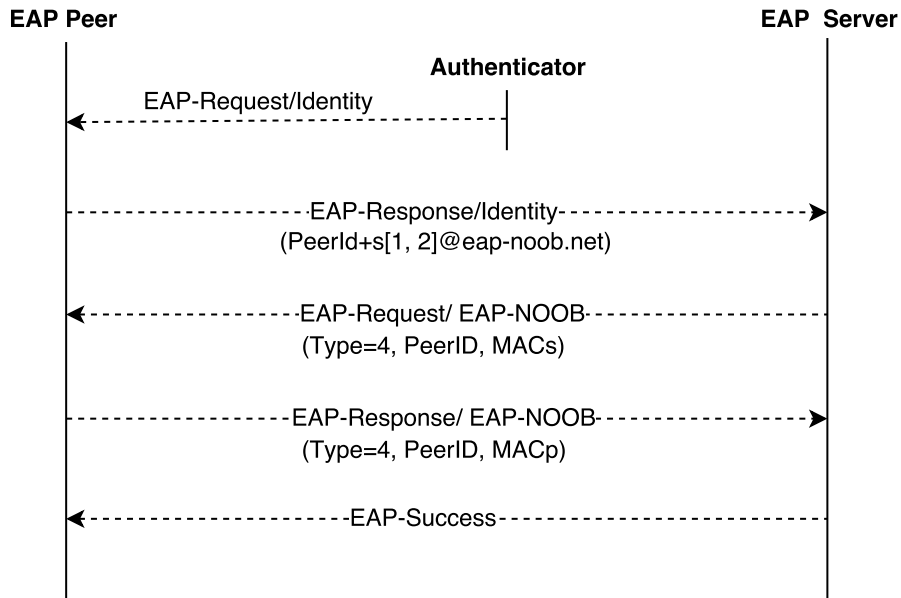 EAP Peer
EAP Server
Authenticator
EAP-Request/Identity
EAP-Response/Identity
(PeerId+s[1, 2]@eap-noob.net)
EAP-Request/ EAP-NOOB
(Type=4, PeerID, MACs)
EAP-Response/ EAP-NOOB
(Type=4, PeerID, MACp)
EAP-Success